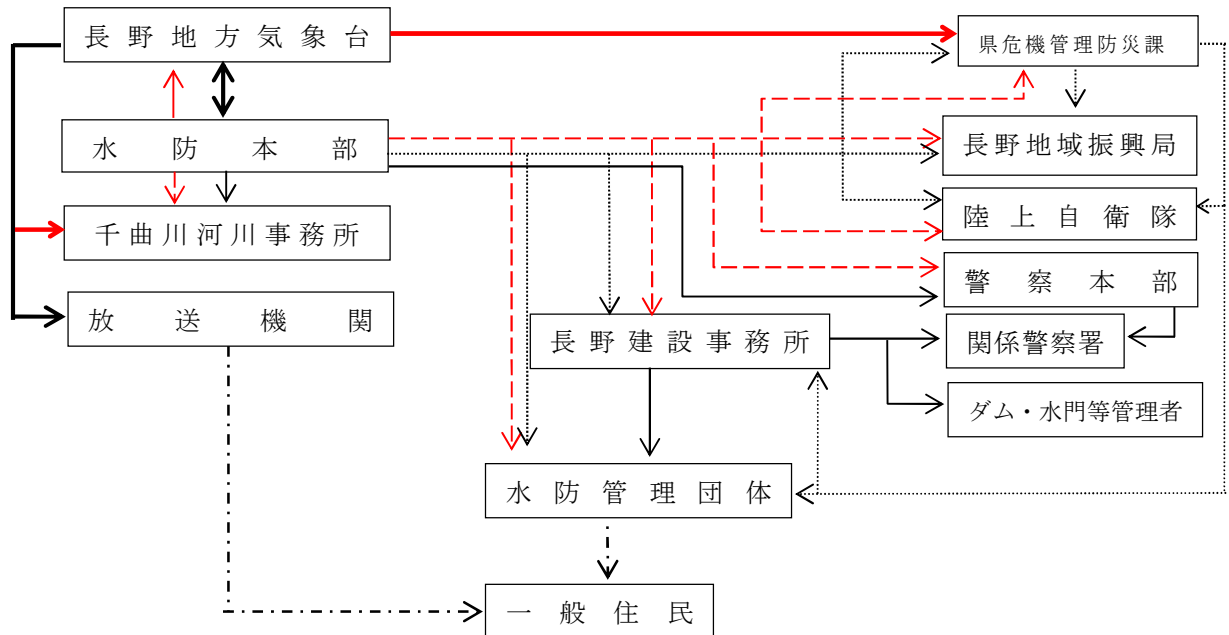 長野地方気象台
県危機管理防災課
水防本部
長野地域振興局
千曲川河川事務所
陸上自衛隊
警察本部
放送機関
長野建設事務所
関係警察署
ダム・水門等管理者
水防管理団体
一般住民